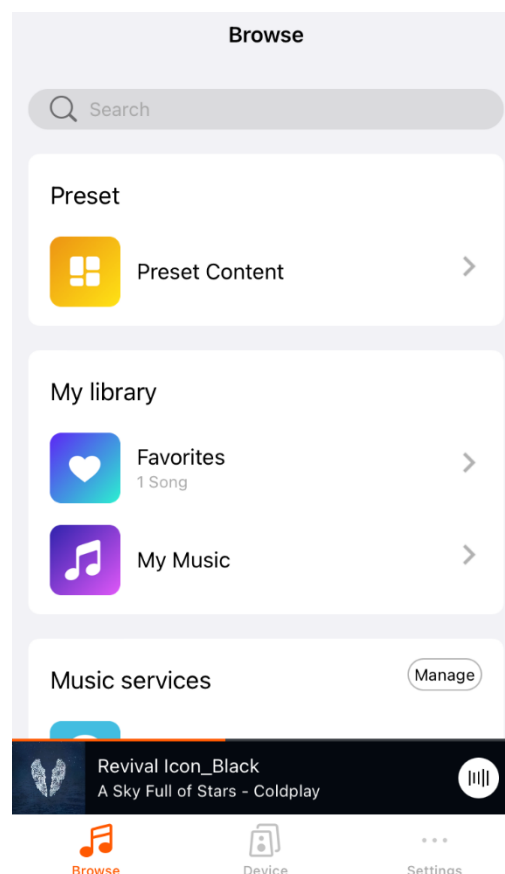 Browse
Search
Preset
Preset Content
My library
Favorites
1 Song
My Music
Music services
Manage
Revival Icon_Black
A Sky Full of Stars - Coldplay
Browse
Device
Settings